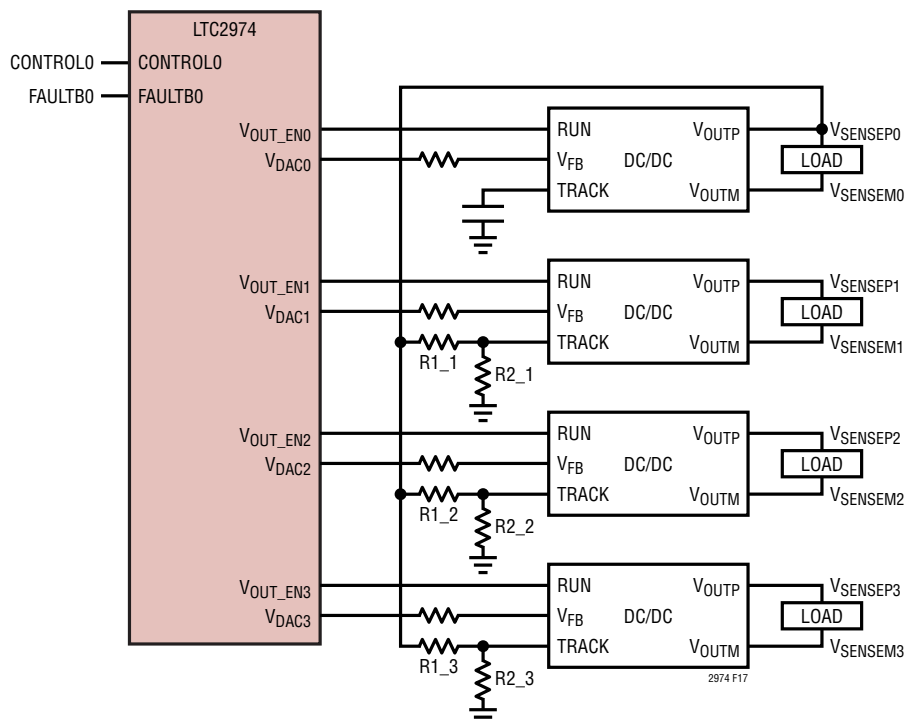 LTC2974
CONTROL0 CONTROL0
FAULTB0 FAULTB0
VOUT_EN0 RUN VOUTP VSENSEP0
VDAC0 VFB DC/DC LOAD
TRACK VOUTM VSENSEM0
VOUT_EN1 RUN VOUTP VSENSEP1
VDAC1 VFB DC/DC LOAD
TRACK VOUTM VSENSEM1
R1_1
R2_1
VOUT_EN2 RUN VOUTP VSENSEP2
VDAC2 VFB DC/DC LOAD
TRACK VOUTM VSENSEM2
R1_2
R2_2
VOUT_EN3 RUN VOUTP VSENSEP3
VDAC3 VFB DC/DC LOAD
TRACK VOUTM VSENSEM3
R1_3
R2_3
2974 F17